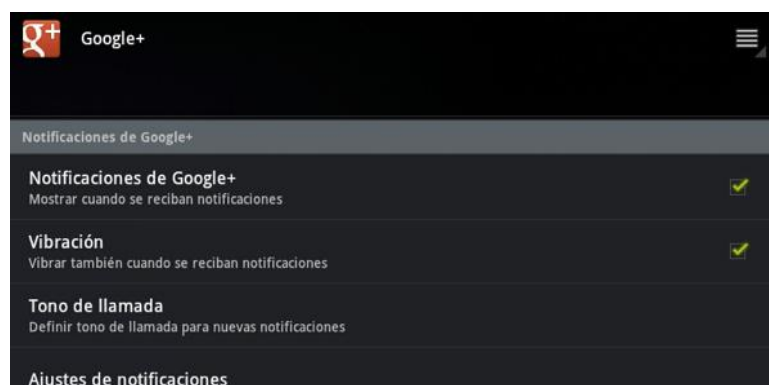 g+ Google+
Notificaciones de Google+
Notificaciones de Google+
Mostrar cuando se reciban notificaciones
Vibración
Vibrar también cuando se reciban notificaciones
Tono de llamada
Definir tono de llamada para nuevas notificaciones
Ajustes de notificaciones